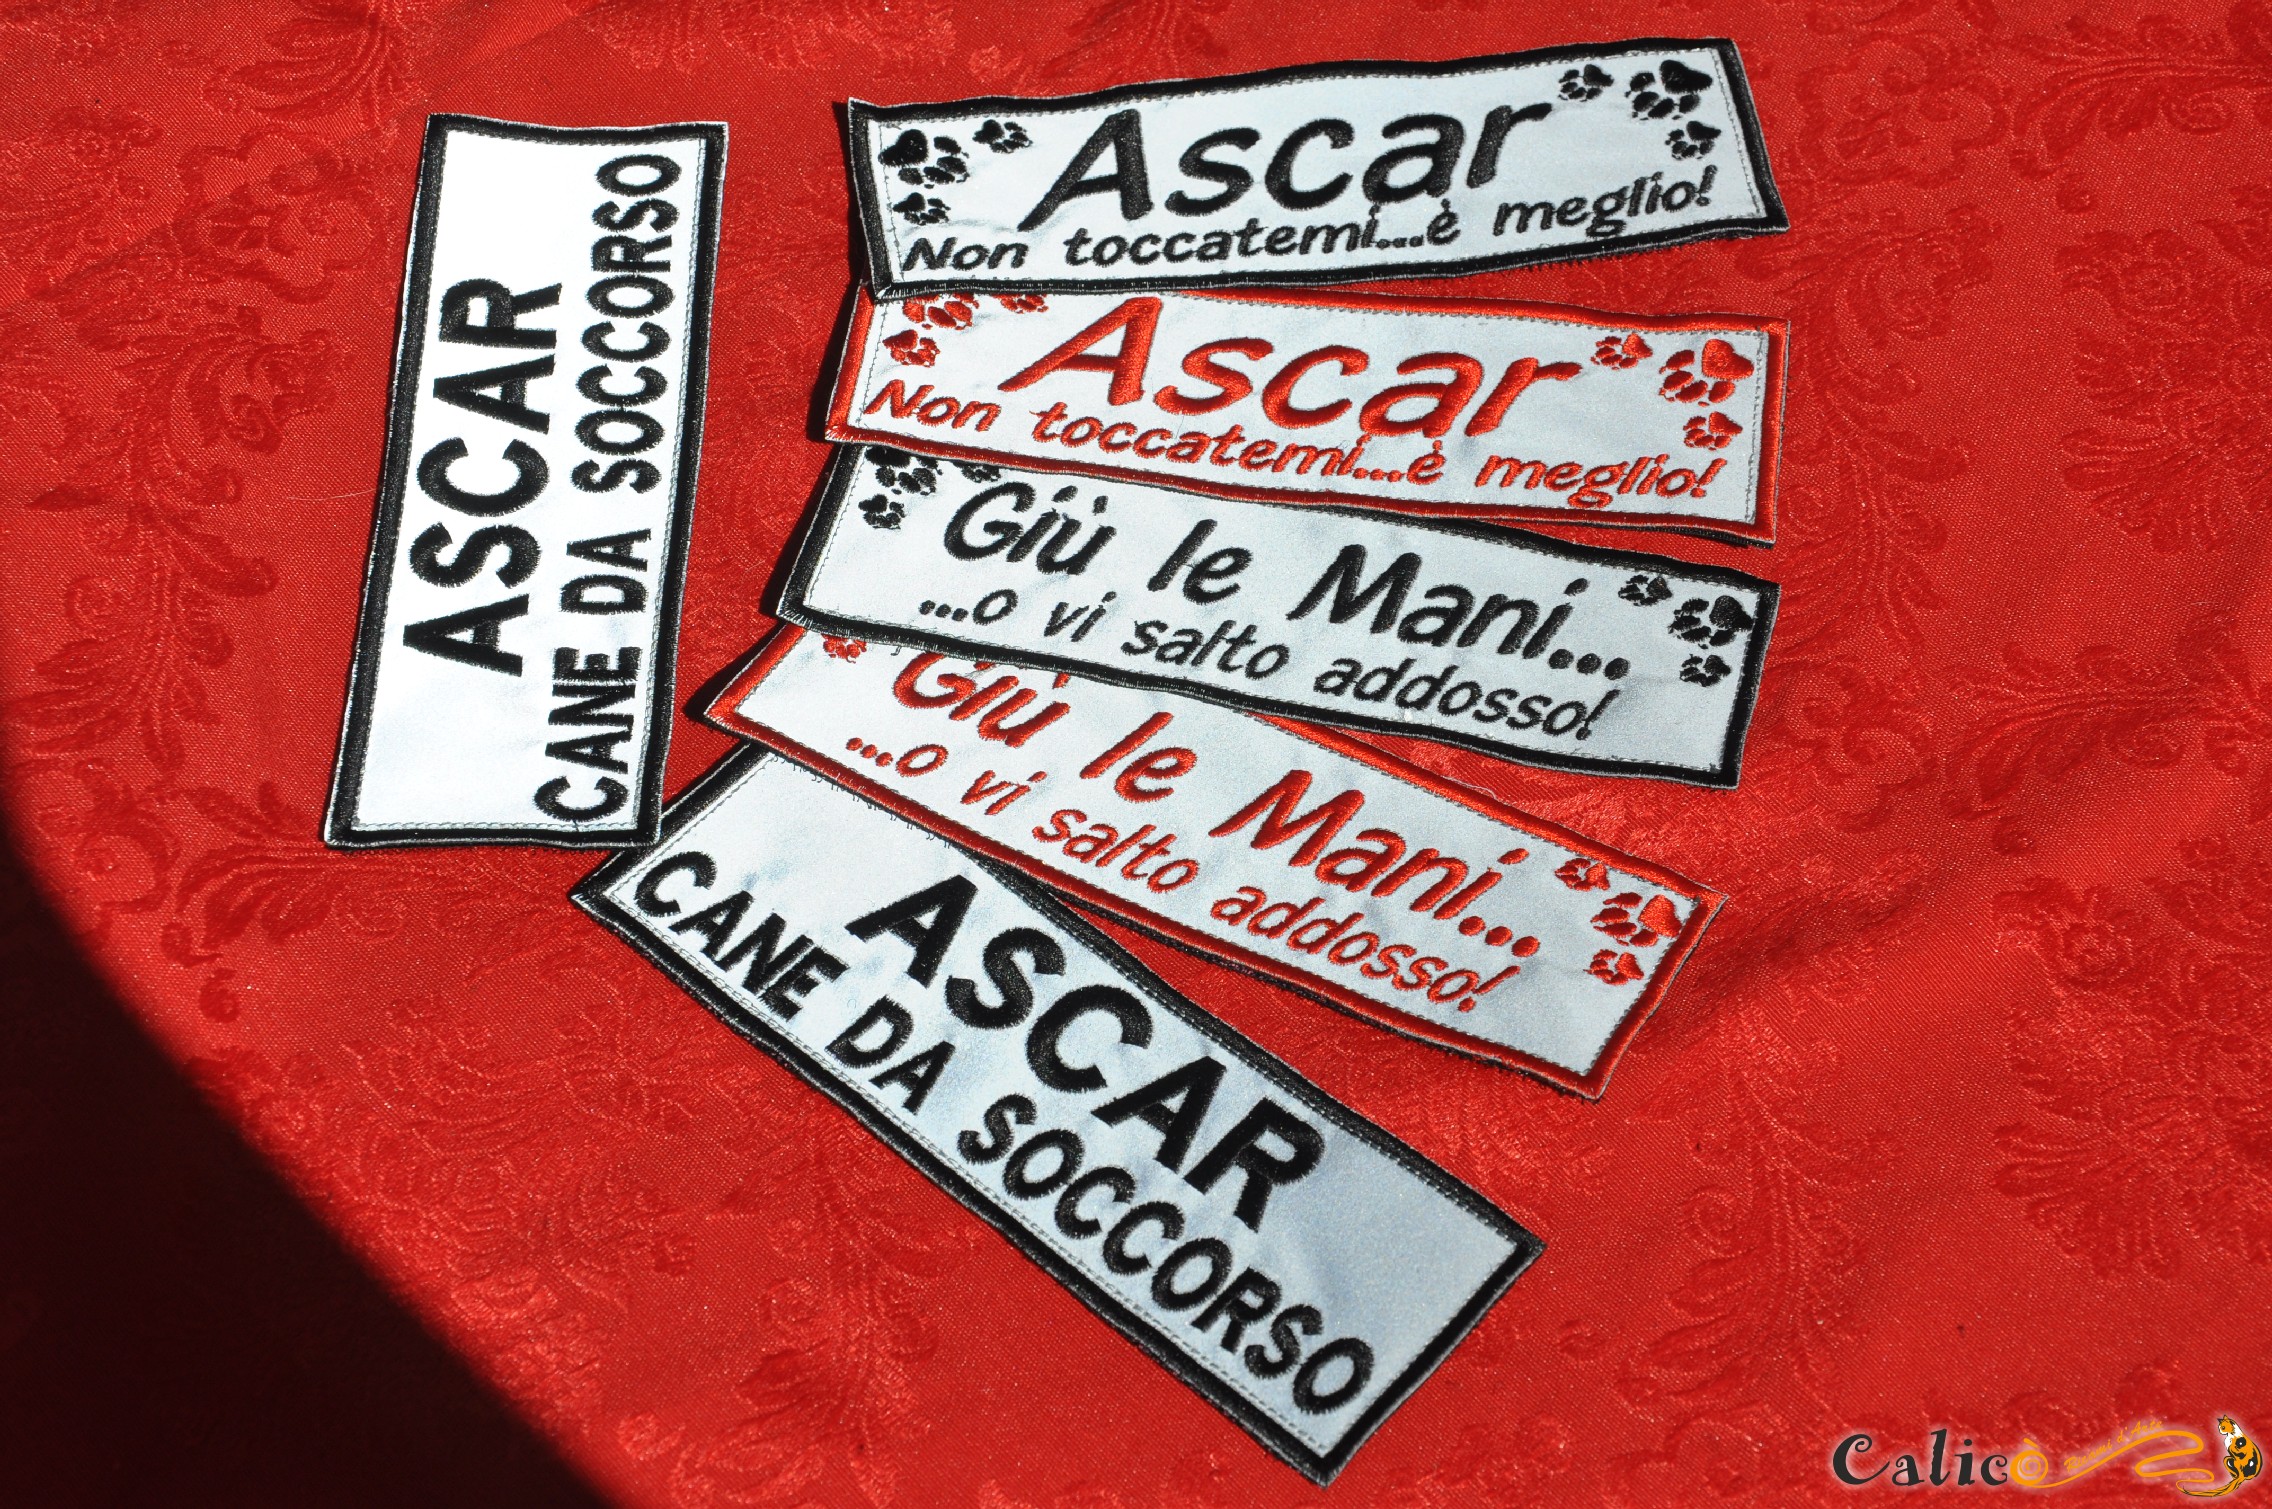 ASCAR
CANE DA SOCCORSO
Ascar
Non toccatemi...è meglio!
Ascar
Non toccatemi...è meglio!
Giù le Mani...
...o vi salto addosso!
Giù le Mani...
...o vi salto addosso!
ASCAR
CANE DA SOCCORSO
Calicò